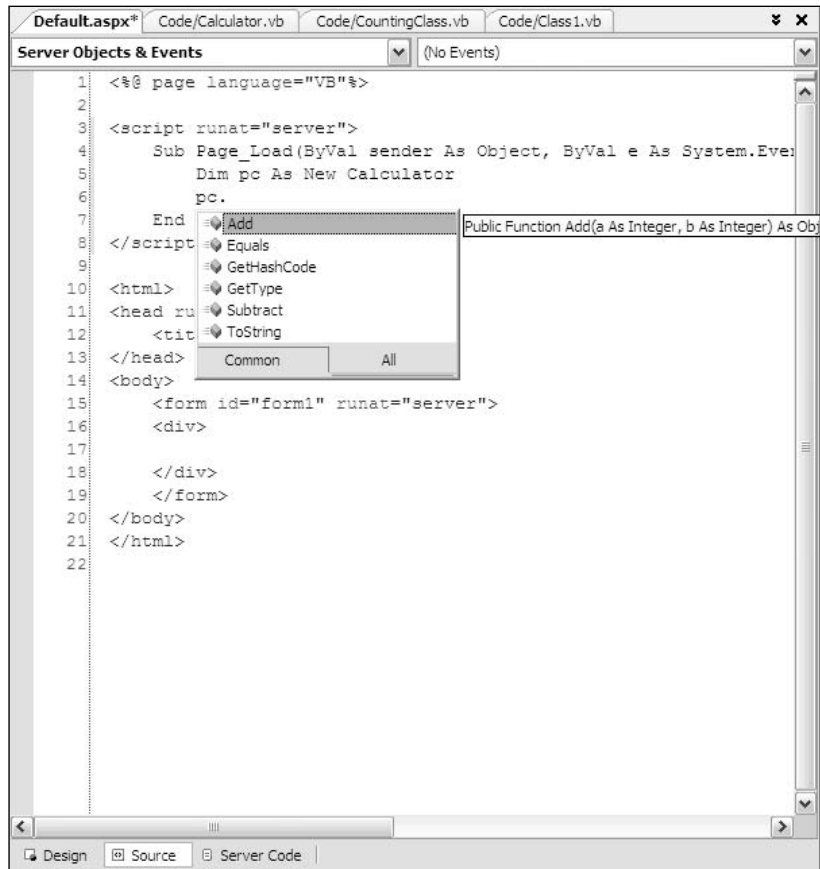 Default.aspx* Code/Calculator.vb Code/CountingClass.vb Code/Class1.vb
Server Objects & Events (No Events)
1 <%@ page language="VB"%>
2
3 <script runat="server">
4 Sub Page_Load(ByVal sender As Object, ByVal e As System.Even
5 Dim pc As New Calculator
6 pc.
7 End
8 </script
9
10 <html>
11 <head ru
12 <tit
13 </head>
14 <body>
15 <form id="form1" runat="server">
16 <div>
17
18 </div>
19 </form>
20 </body>
21 </html>
22
Add
Equals
GetHashCode
GetType
Subtract
ToString
Common All
Public Function Add(a As Integer, b As Integer) As Obj
Design Source Server Code